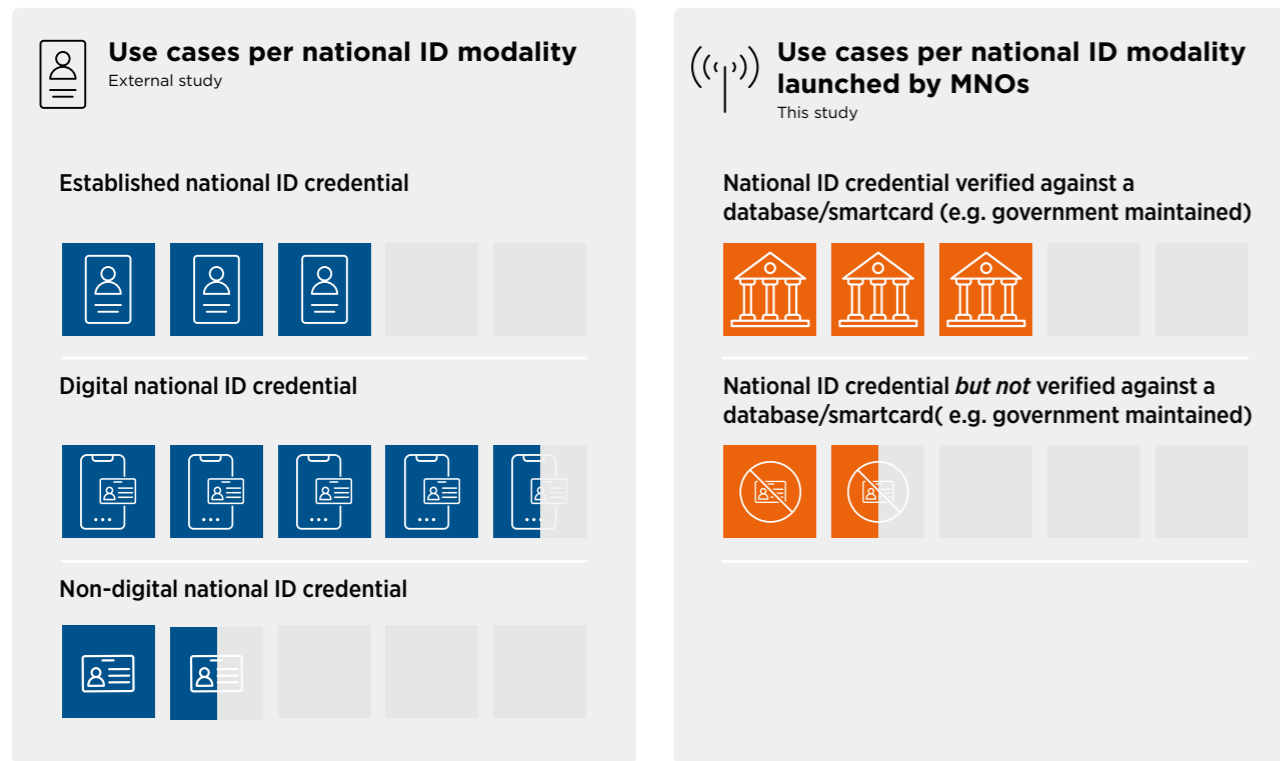 Use cases per national ID modality
External study
Established national ID credential
Digital national ID credential
Non-digital national ID credential
Use cases per national ID modality
launched by MNOs
This study
National ID credential verified against a
database/smartcard (e.g. government maintained)
National ID credential but not verified against a
database/smartcard( e.g. government maintained)